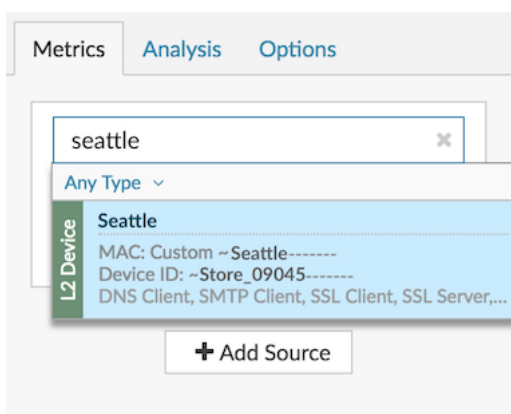 Metrics Analysis Options
seattle
Any Type
L2 Device
Seattle
MAC: Custom ~Seattle-------
Device ID: ~Store_09045-------
DNS Client, SMTP Client, SSL Client, SSL Server,...
+ Add Source